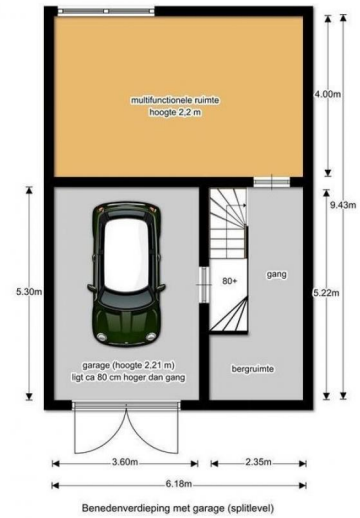 multifunctionele ruimte
hoogte 2,2 m
4.00m
9.43m
5.30m
80+
gang
5.22m
garage (hoogte 2,21 m)
ligt ca 80 cm hoger dan gang
bergruimte
3.60m
2.35m
6.18m
Benedenverdieping met garage (splitlevel)